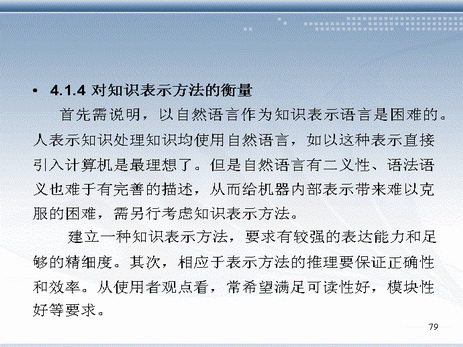 • 4.1.4 对知识表示方法的衡量
首先需说明，以自然语言作为知识表示语言是困难的。
人表示知识处理知识均使用自然语言，如以这种表示直接
引入计算机是最理想了。但是自然语言有二义性、语法语
义也难于有完善的描述，从而给机器内部表示带来难以克
服的困难，需另行考虑知识表示方法。
建立一种知识表示方法，要求有较强的表达能力和足
够的精细度。其次，相应于表示方法的推理要保证正确性
和效率。从使用者观点看，常希望满足可读性好，模块性
好等要求。
79